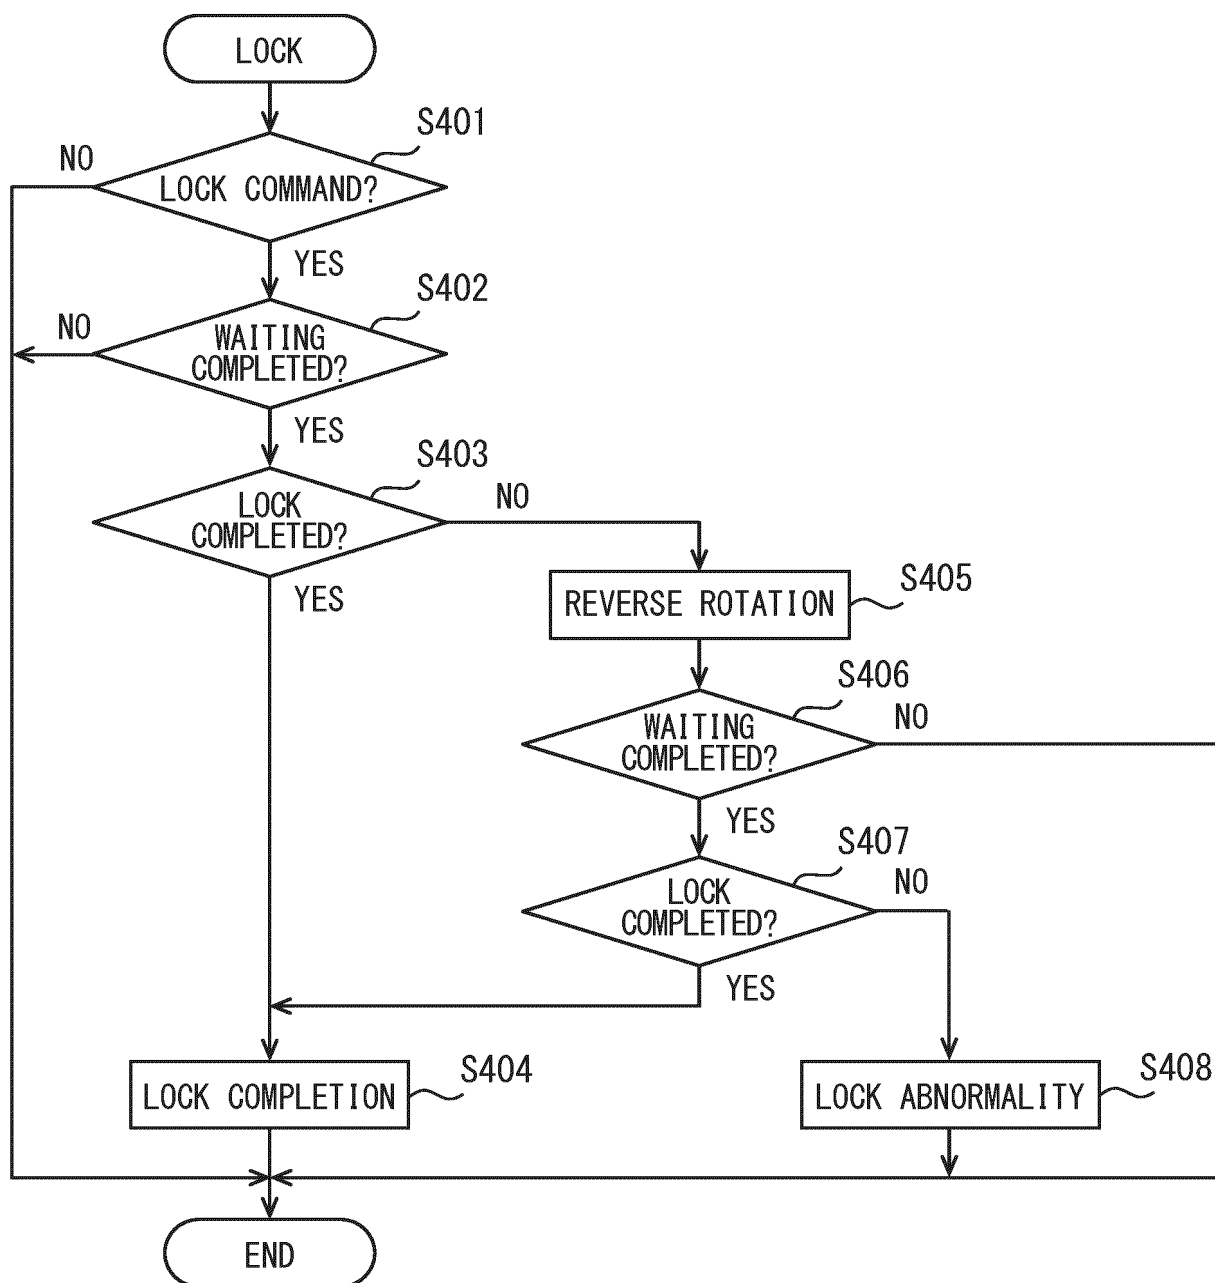 LOCK
S401
NO
LOCK COMMAND?
YES
S402
NO
WAITING
COMPLETED?
YES
S403
NO
LOCK
COMPLETED?
YES
S405
REVERSE ROTATION
S406
NO
WAITING
COMPLETED?
YES
S407
NO
LOCK
COMPLETED?
YES
S404
LOCK COMPLETION
S408
LOCK ABNORMALITY
END